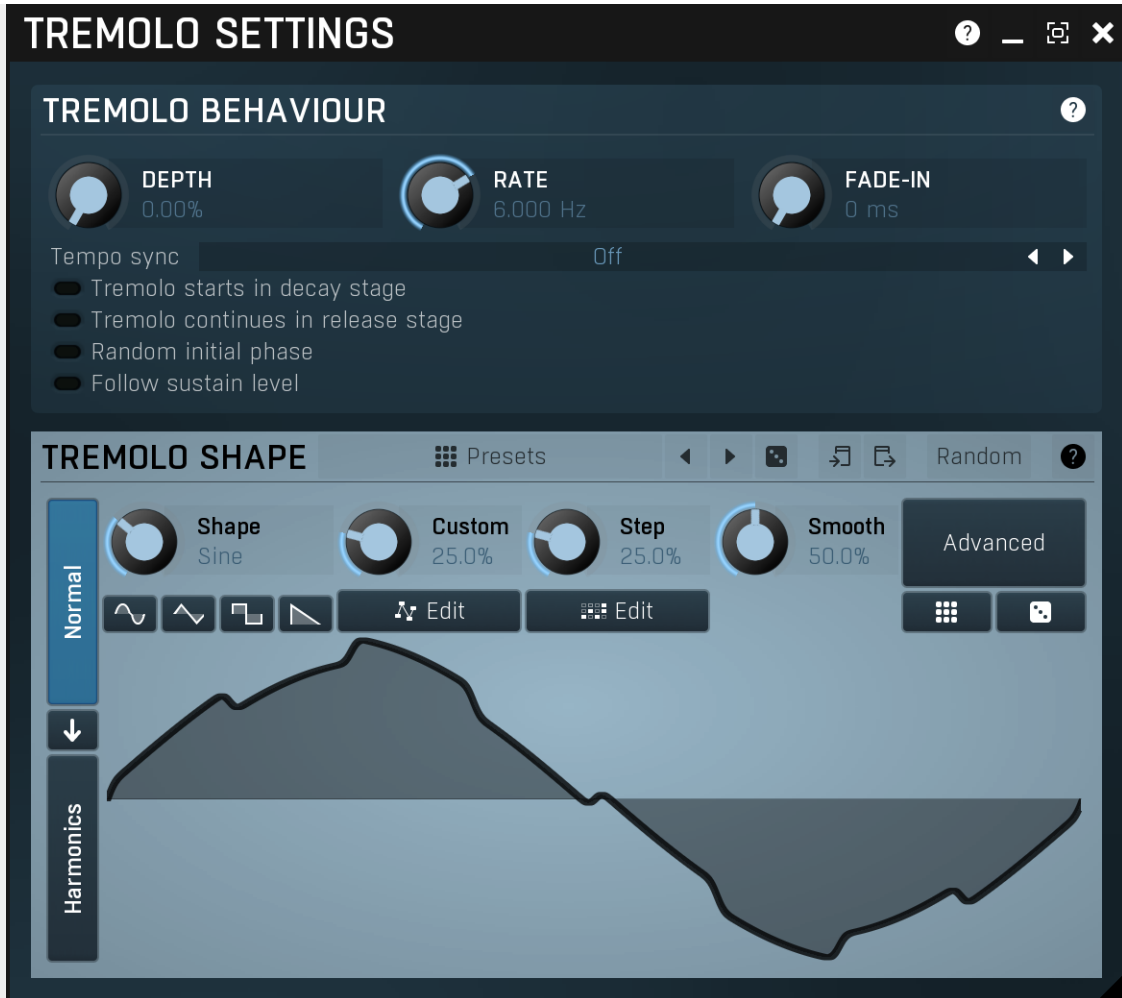 TREMOLO SETTINGS
?
TREMOLO BEHAVIOUR
?
DEPTH
0.00%
RATE
6.000 Hz
FADE-IN
0 ms
Tempo sync
Off
Tremolo starts in decay stage
Tremolo continues in release stage
Random initial phase
Follow sustain level
TREMOLO SHAPE
Presets
Random
?
Normal
Harmonics
Shape
Sine
Custom
25.0%
Step
25.0%
Smooth
50.0%
Advanced
Edit
Edit